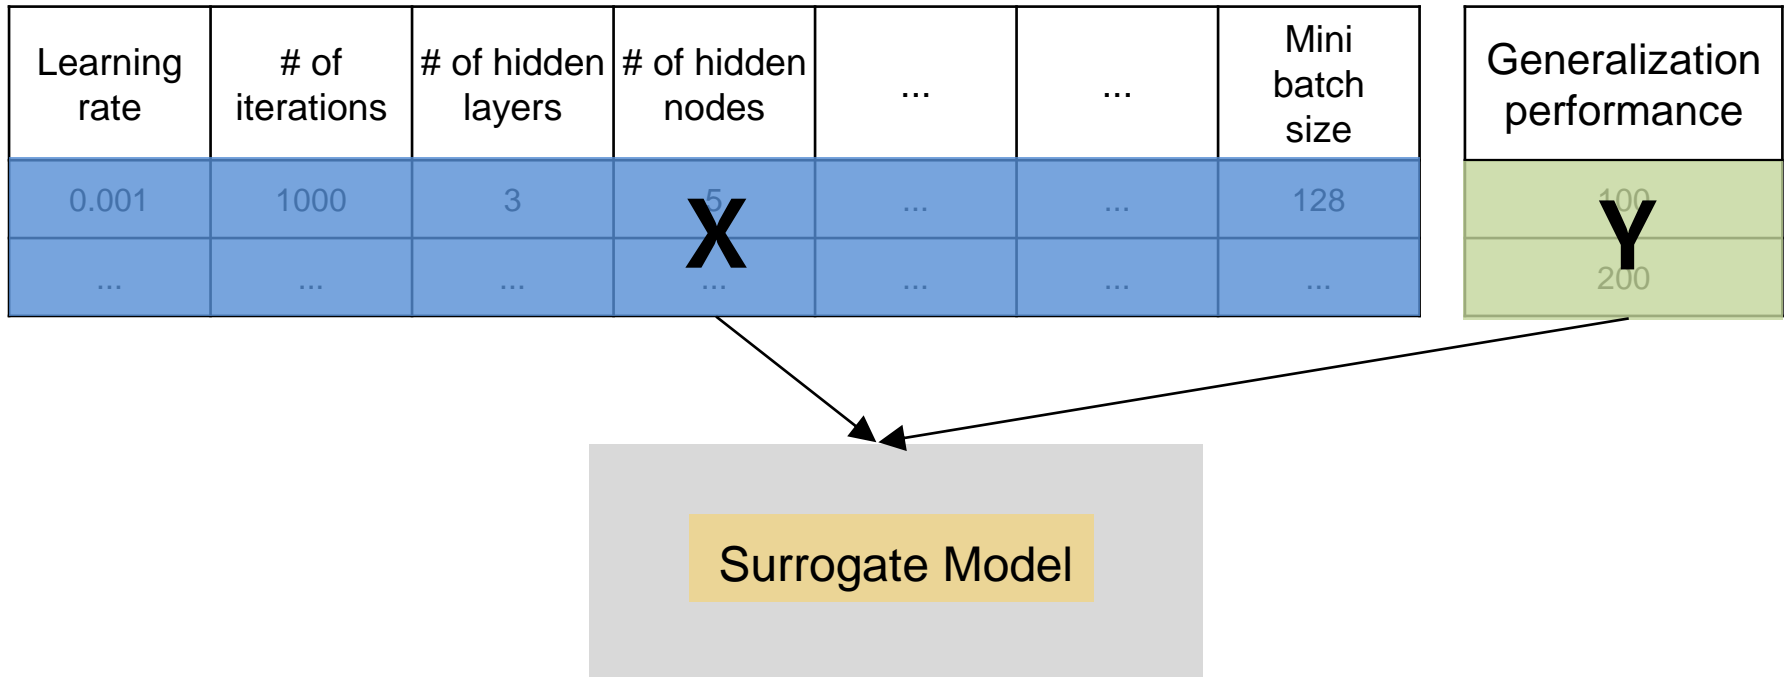 Learning
rate
# of
iterations
# of hidden
layers
# of hidden
nodes
...
...
Mini
batch
size
Generalization
performance
0.001
1000
3
5
...
...
128
100
X
Y
...
...
...
...
...
...
...
200
Surrogate Model